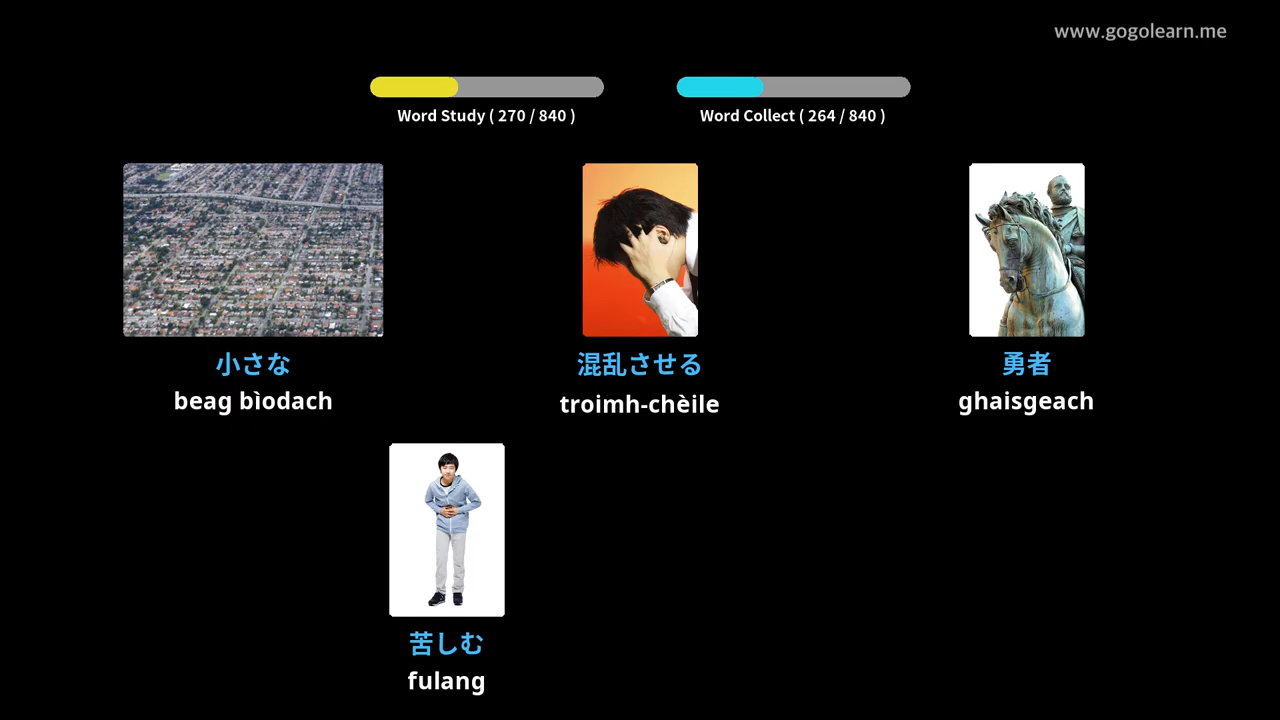 www.gogolearn.me
Word Study ( 270 / 840 )
Word Collect ( 264 / 840 )
小さな
beag bìodach
混乱させる
troimh-chèile
勇者
ghaisgeach
苦しむ
fulang